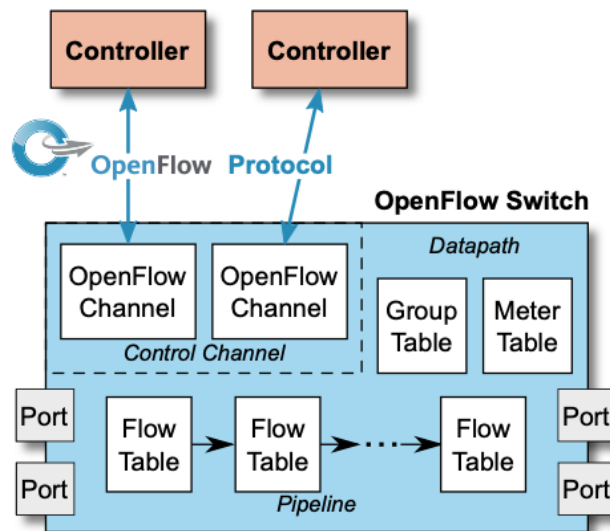 Controller
Controller
OpenFlow Protocol
OpenFlow Switch
OpenFlow
Channel
OpenFlow
Channel
Control Channel
Datapath
Group
Table
Meter
Table
Port
Port
Flow
Table
Flow
Table
...
Flow
Table
Pipeline
Port
Port